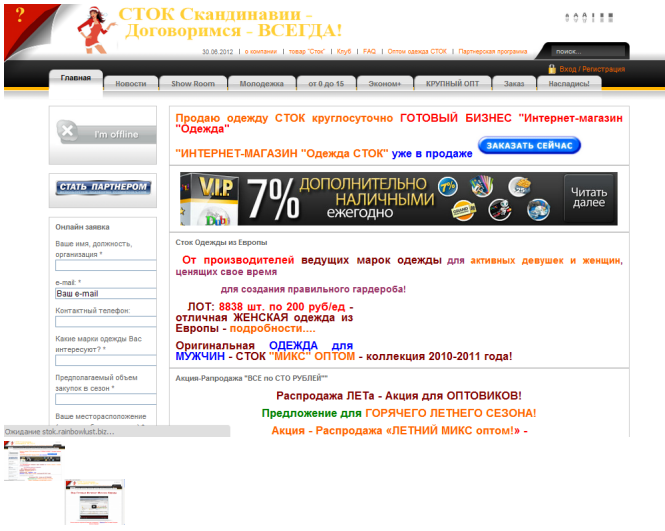 ?
СТОК Скандинавии -
Договоримся - ВСЕГДА!
30.06.2012 | о компании | товар "Сток" | Клуб | FAQ | Оптом одежда СТОК | Партнерская программа
поиск...
Вход / Регистрация
Главная
Новости
Show Room
Молодежка
от 0 до 15
Эконом+
КРУПНЫЙ ОПТ
Заказ
Насладись!
I'm offline
СТАТЬ ПАРТНЕРОМ
Онлайн заявка
Ваше имя, должность,
организация *
e-mail: *
Ваш e-mail
Контактный телефон:
Какие марки одежды Вас
интересуют? *
Предполагаемый объем
закупок в сезон *
Ваше месторасположение
Продаю одежду СТОК круглосуточно ГОТОВЫЙ БИЗНЕС "Интернет-магазин
"Одежда"
"ИНТЕРНЕТ-МАГАЗИН "Одежда СТОК" уже в продаже
ЗАКАЗАТЬ СЕЙЧАС
V.I.P.
7% ДОПОЛНИТЕЛЬНО
НАЛИЧНЫМИ
ежегодно
7%
25
Читать
далее
Сток Одежды из Европы
От производителей ведущих марок одежды для активных девушек и женщин,
ценящих свое время
для создания правильного гардероба!
ЛОТ: 8838 шт. по 200 руб/ед -
отличная ЖЕНСКАЯ одежда из
Европы - подробности....
Оригинальная ОДЕЖДА для
МУЖЧИН - СТОК "МИКС" ОПТОМ - коллекция 2010-2011 года!
Акция-Рапродажа "ВСЕ по СТО РУБЛЕЙ""
Распродажа ЛЕТа - Акция для ОПТОВИКОВ!
Предложение для ГОРЯЧЕГО ЛЕТНЕГО СЕЗОНА!
Акция - Распродажа «ЛЕТНИЙ МИКС оптом!» -
Ожидание stok.rainbowlust.biz...